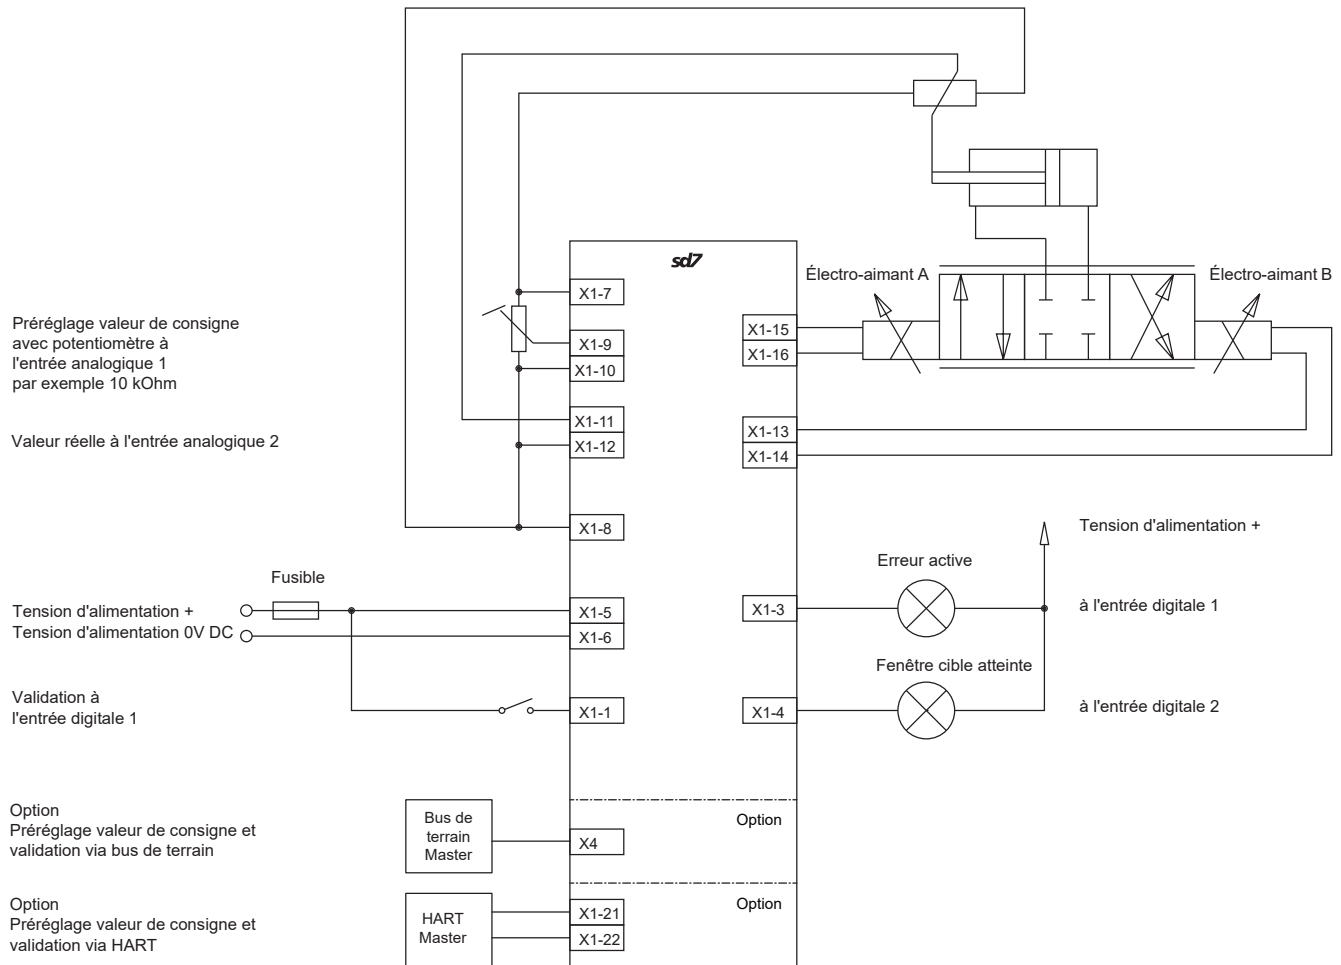 sd7
Électro-aimant A
Électro-aimant B
X1-7
X1-15
Préréglage valeur de consigne
avec potentiomètre à
l'entrée analogique 1
par exemple 10 kOhm
X1-9
X1-16
X1-10
X1-11
X1-13
Valeur réelle à l'entrée analogique 2
X1-12
X1-14
X1-8
Tension d'alimentation +
Erreur active
Fusible
Tension d'alimentation +
X1-5
X1-3
à l'entrée digitale 1
Tension d'alimentation 0V DC
X1-6
Fenêtre cible atteinte
Validation à
l'entrée digitale 1
X1-1
X1-4
à l'entrée digitale 2
Option
Préréglage valeur de consigne et
validation via bus de terrain
Bus de
terrain
Master
X4
Option
Option
Préréglage valeur de consigne et
validation via HART
HART
Master
X1-21
X1-22
Option